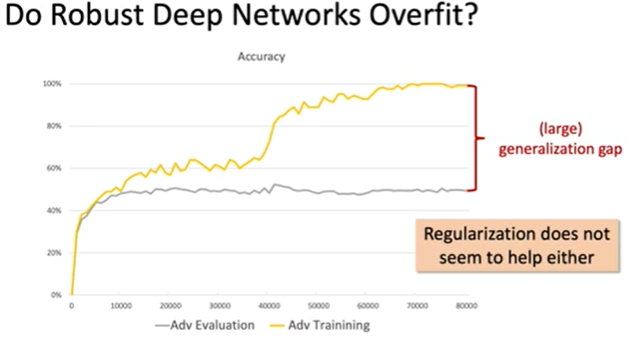 Do Robust Deep Networks Overfit?
Accuracy
100%
80%
60%
40%
20%
0%
0 10000 20000 30000 40000 50000 60000 70000 80000
Adv Evaluation Adv Trainining
(large)
generalization gap
Regularization does not
seem to help either